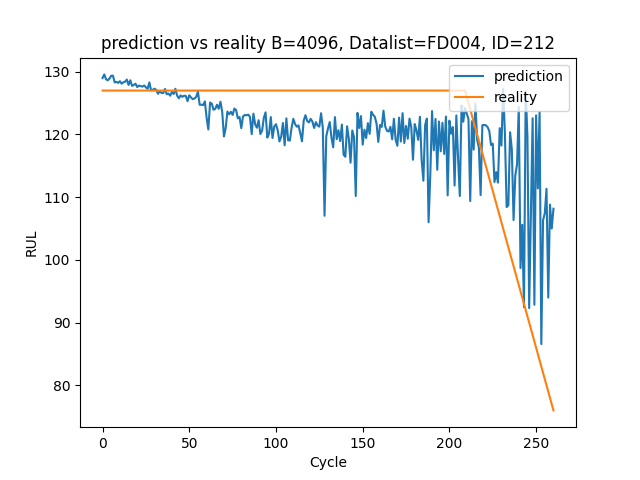 prediction vs reality B=4096, Datalist=FD004, ID=212
prediction
reality
RUL
130
120
110
100
90
80
0 50 100 150 200 250
Cycle